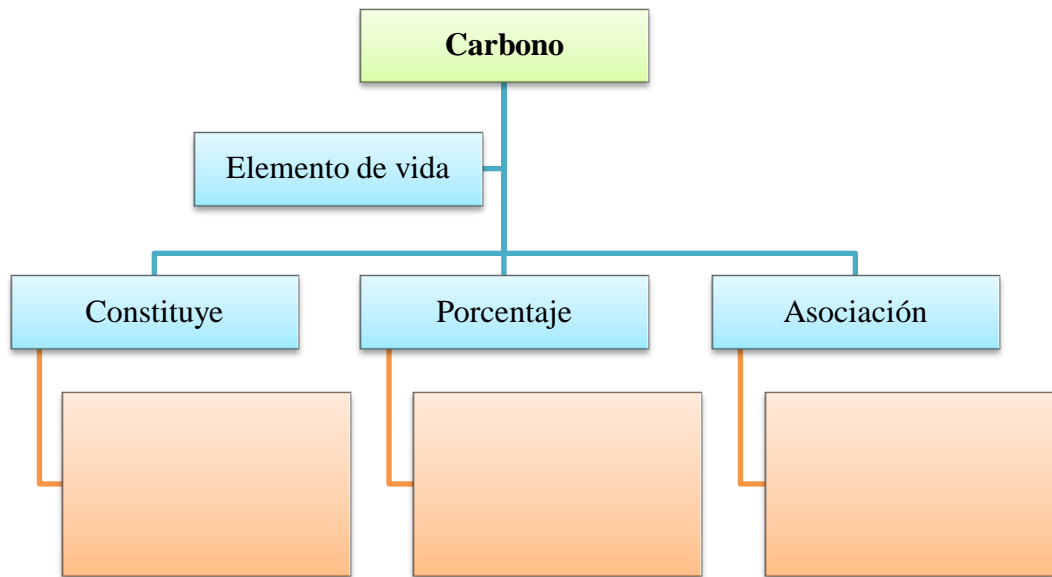 Carbono
Elemento de vida
Constituye
Porcentaje
Asociación